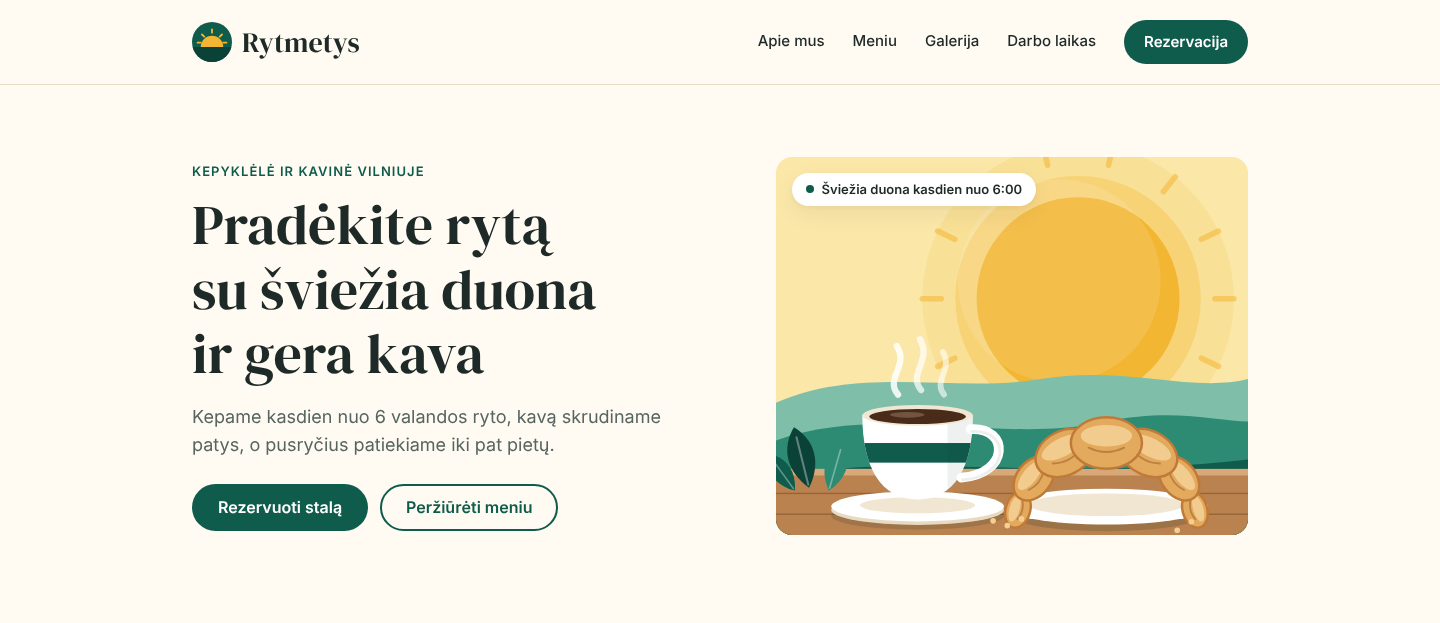 Rytmetys
Apie mus
Meniu
Galerija
Darbo laikas
Rezervacija
KEPYKLĖLĖ IR KAVINĖ VILNIUJE
Pradėkite rytą
su šviežia duona
ir gera kava
Kepame kasdien nuo 6 valandos ryto, kavą skrudiname
patys, o pusryčius patiekiame iki pat pietų.
Rezervuoti stalą
Peržiūrėti meniu
Šviežia duona kasdien nuo 6:00